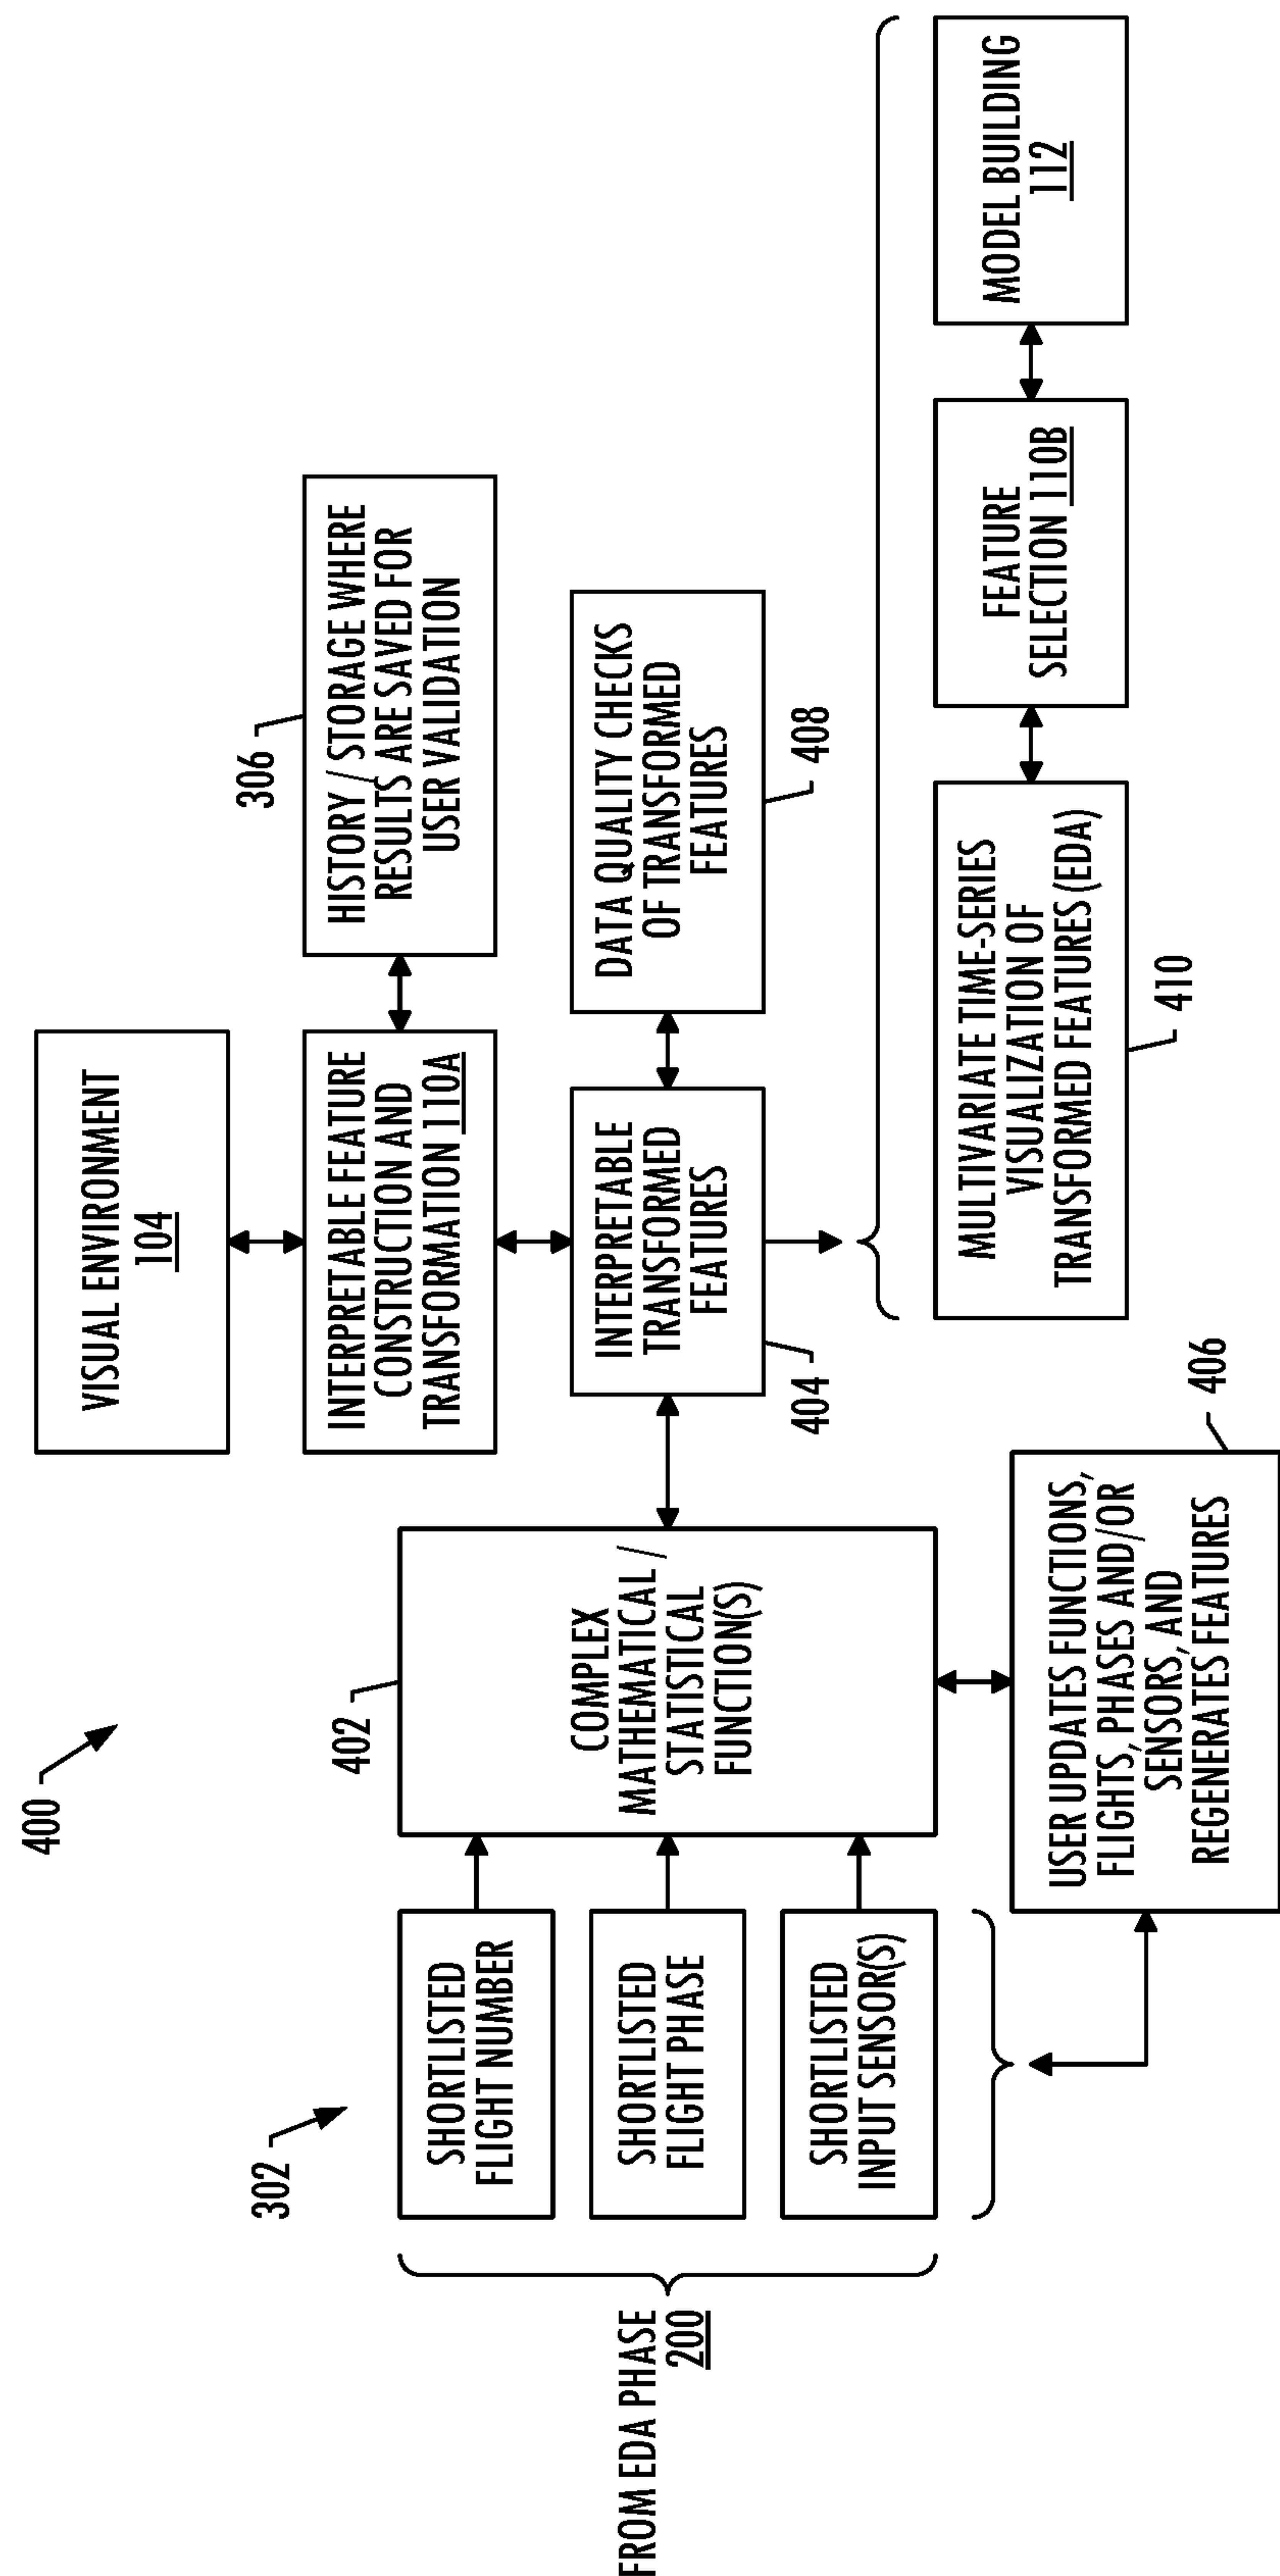 400
VISUAL ENVIRONMENT
104
306
302
402
INTERPRETABLE FEATURE
CONSTRUCTION AND
TRANSFORMATION 110A
HISTORY / STORAGE WHERE
RESULTS ARE SAVED FOR
USER VALIDATION
FROM EDA PHASE
200
SHORTLISTED
FLIGHT NUMBER
SHORTLISTED
FLIGHT PHASE
SHORTLISTED
INPUT SENSOR(S)
COMPLEX
MATHEMATICAL /
STATISTICAL
FUNCTION(S)
INTERPRETABLE
TRANSFORMED
FEATURES
404
DATA QUALITY CHECKS
OF TRANSFORMED
FEATURES
408
USER UPDATES FUNCTIONS,
FLIGHTS, PHASES AND/OR
SENSORS, AND
REGENERATES FEATURES
406
MULTIVARIATE TIME-SERIES
VISUALIZATION OF
TRANSFORMED FEATURES (EDA)
410
FEATURE
SELECTION 110B
MODEL BUILDING
112